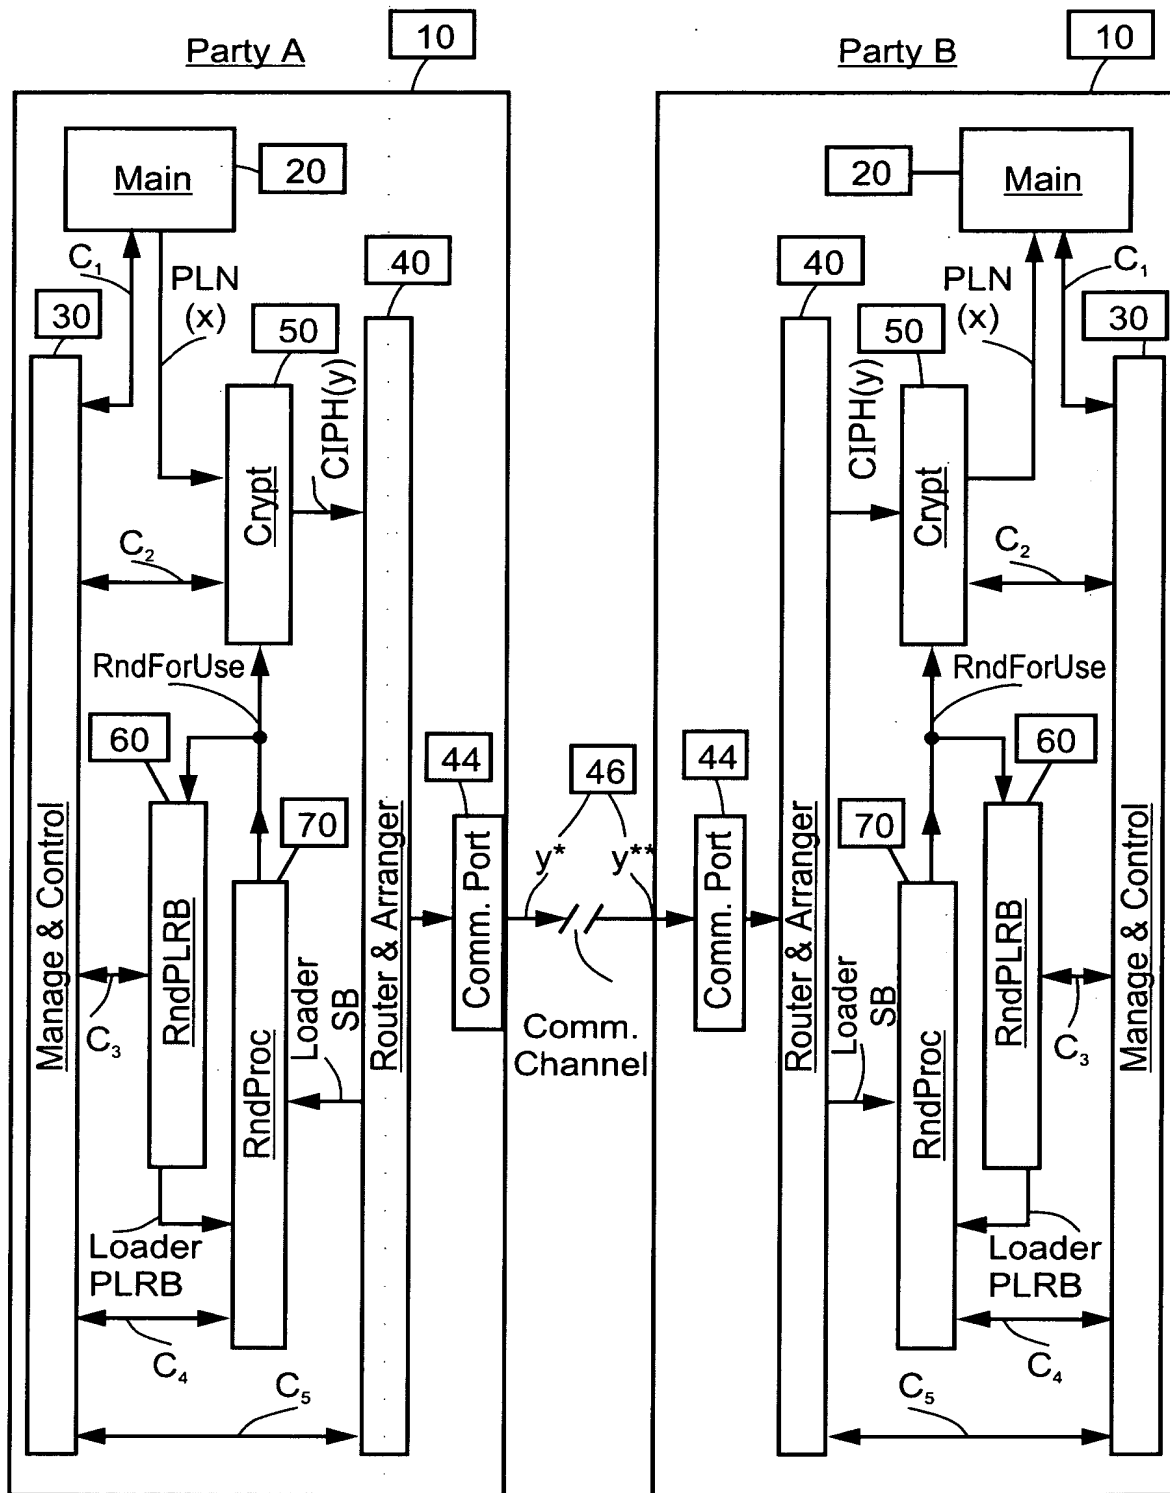 Party A
10
Party B
10
Main
20
20
Main
C1
PLN
(x)
40
40
PLN
(x)
C1
30
50
50
30
CIPH(y)
CIPH(y)
Crypt
Crypt
C2
C2
RndForUse
RndForUse
60
60
44
46
44
70
70
Manage & Control
RndPLRB
RndProc
Router & Arranger
Comm. Port
y*
y**
Comm. Port
Router & Arranger
RndProc
RndPLRB
Manage & Control
C3
C3
Loader
SB
Loader
SB
Comm.
Channel
Loader
PLRB
Loader
PLRB
C4
C4
C5
C5